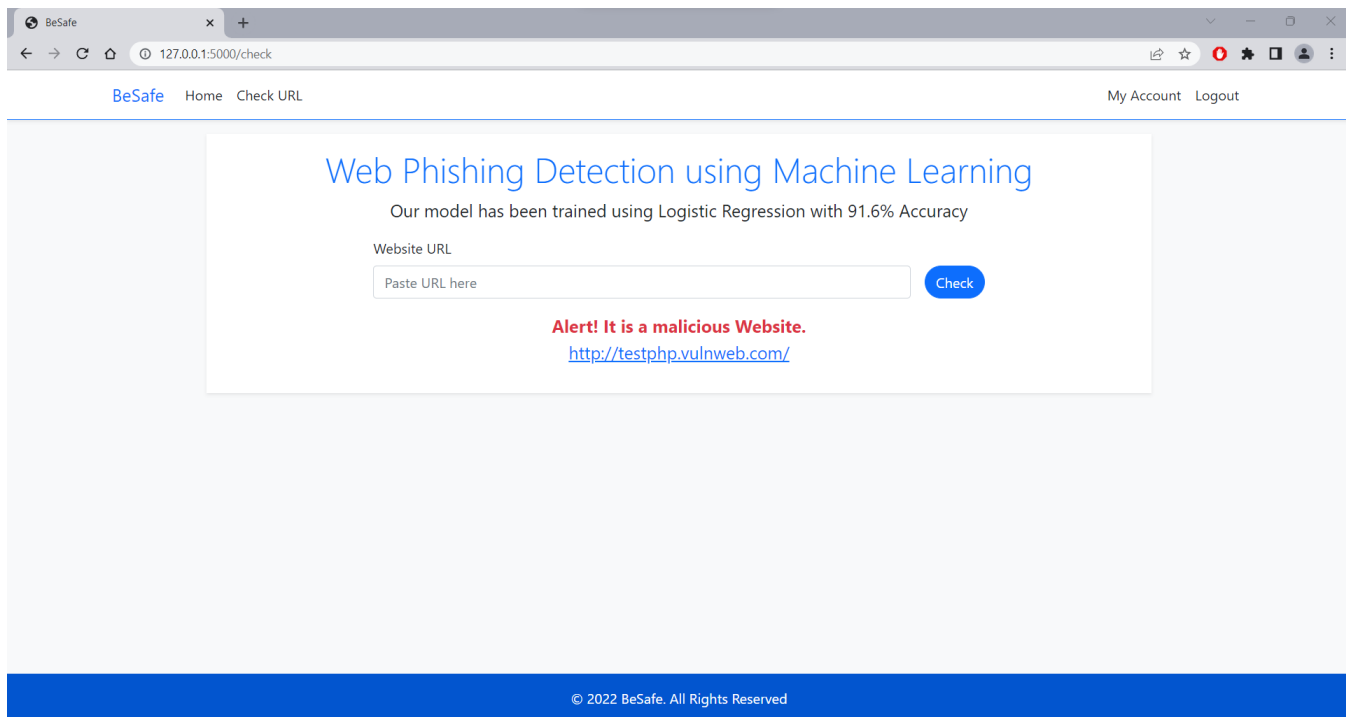 BeSafe
127.0.0.1:5000/check
BeSafe Home Check URL My Account Logout
Web Phishing Detection using Machine Learning
Our model has been trained using Logistic Regression with 91.6% Accuracy
Website URL
Paste URL here Check
Alert! It is a malicious Website.
http://testphp.vulnweb.com/
© 2022 BeSafe. All Rights Reserved